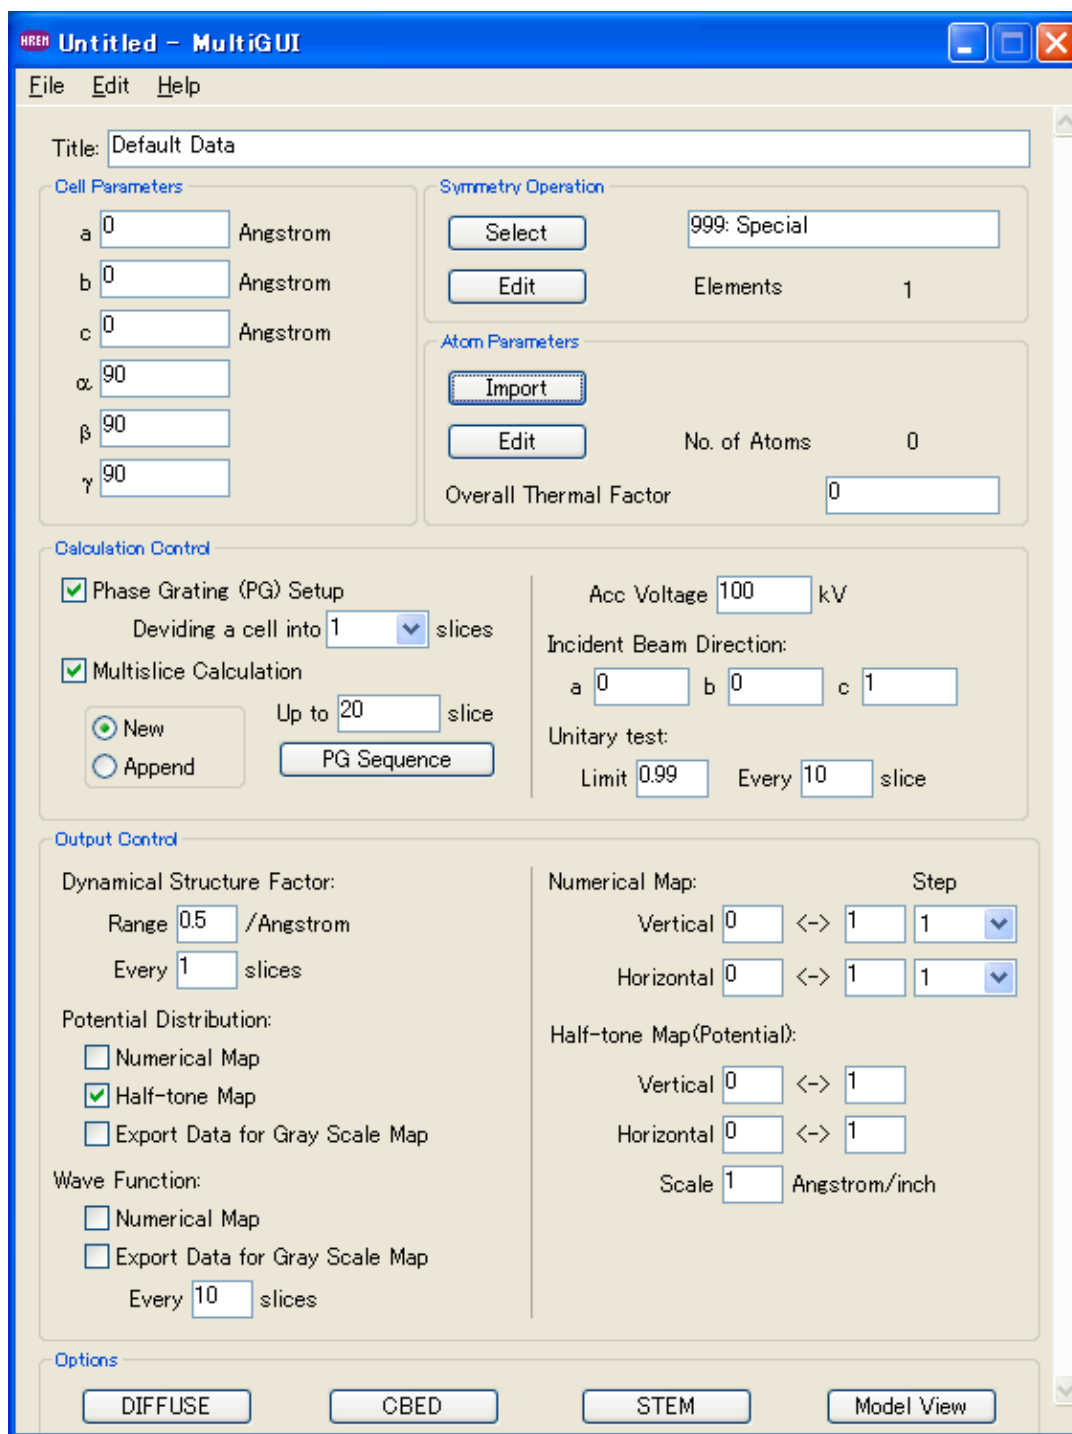 HREM Untitled - MultiGUI
File Edit Help
Title: Default Data
Cell Parameters
a 0 Angstrom
b 0 Angstrom
c 0 Angstrom
α 90
β 90
γ 90
Symmetry Operation
Select 999: Special
Edit Elements 1
Atom Parameters
Import
Edit No. of Atoms 0
Overall Thermal Factor 0
Calculation Control
Phase Grating (PG) Setup
Deviding a cell into 1 slices
Multislice Calculation
New
Append
Up to 20 slice
PG Sequence
Acc Voltage 100 kV
Incident Beam Direction:
a 0 b 0 c 1
Unitary test:
Limit 0.99 Every 10 slice
Output Control
Dynamical Structure Factor:
Range 0.5 /Angstrom
Every 1 slices
Potential Distribution:
Numerical Map
Half-tone Map
Export Data for Gray Scale Map
Wave Function:
Numerical Map
Export Data for Gray Scale Map
Every 10 slices
Numerical Map: Step
Vertical 0 <-> 1 1
Horizontal 0 <-> 1 1
Half-tone Map(Potential):
Vertical 0 <-> 1
Horizontal 0 <-> 1
Scale 1 Angstrom/inch
Options
DIFFUSE CBED STEM Model View